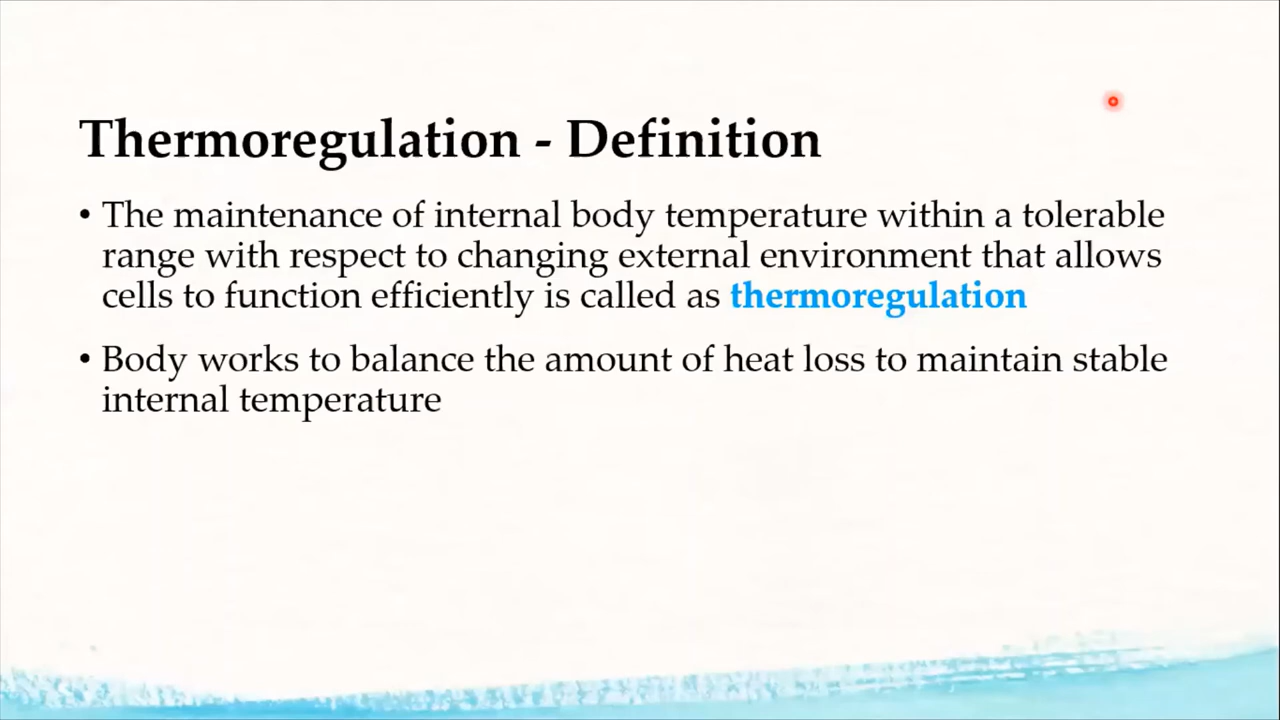 Thermoregulation - Definition
• The maintenance of internal body temperature within a tolerable
range with respect to changing external environment that allows
cells to function efficiently is called as thermoregulation
• Body works to balance the amount of heat loss to maintain stable
internal temperature